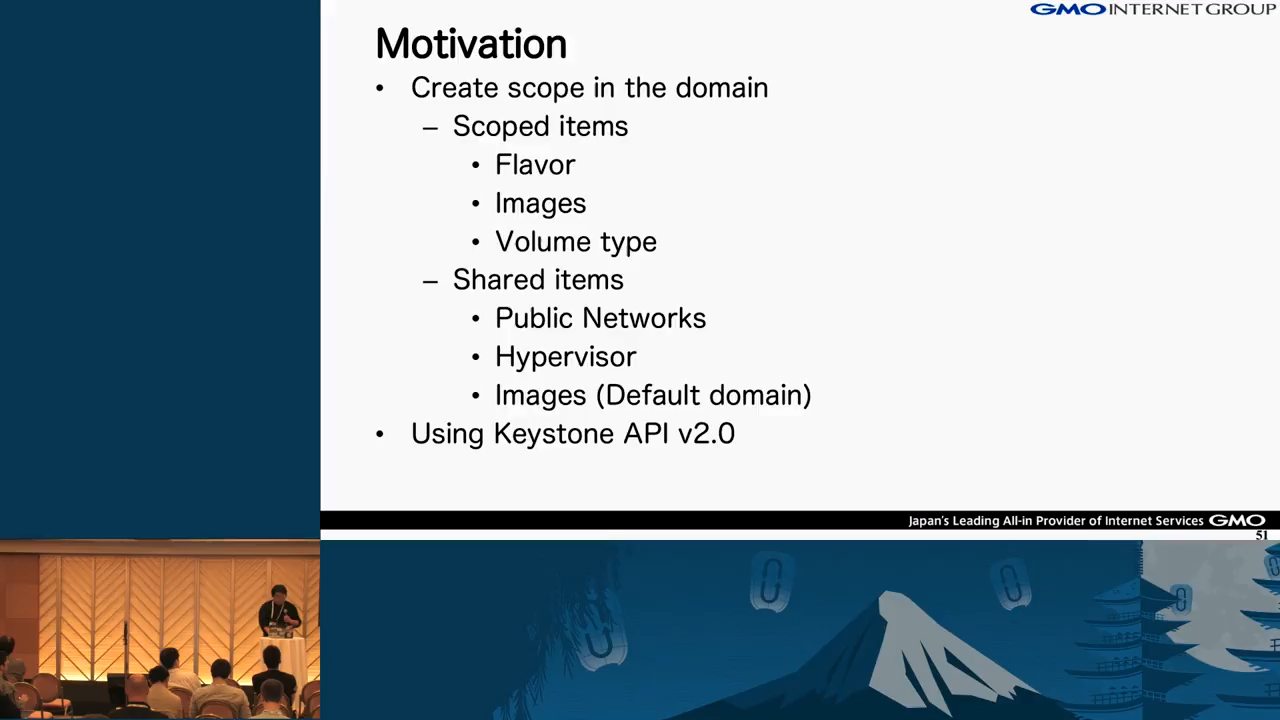 GMO INTERNET GROUP
Motivation
• Create scope in the domain
– Scoped items
• Flavor
• Images
• Volume type
– Shared items
• Public Networks
• Hypervisor
• Images (Default domain)
• Using Keystone API v2.0
Japan's Leading All-in Provider of Internet Services GMO
51